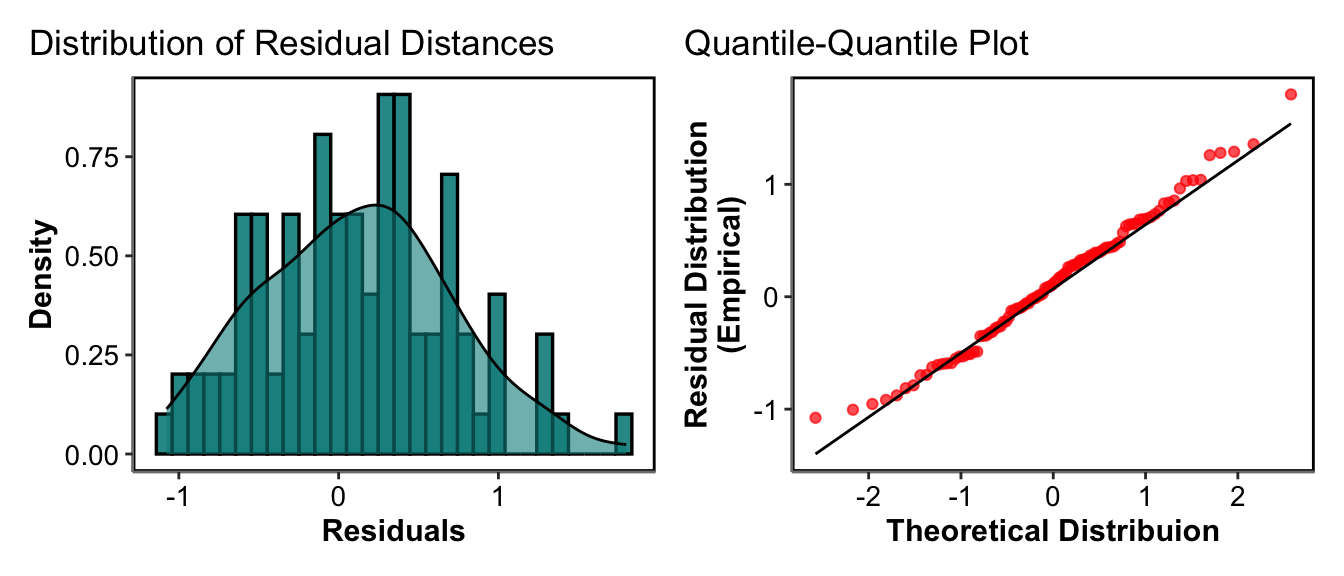 Distribution of Residual Distances
Density
0.75
0.50
0.25
0.00
-1 0 1
Residuals
Quantile-Quantile Plot
Residual Distribution
(Empirical)
1
0
-1
-2 -1 0 1 2
Theoretical Distribuion